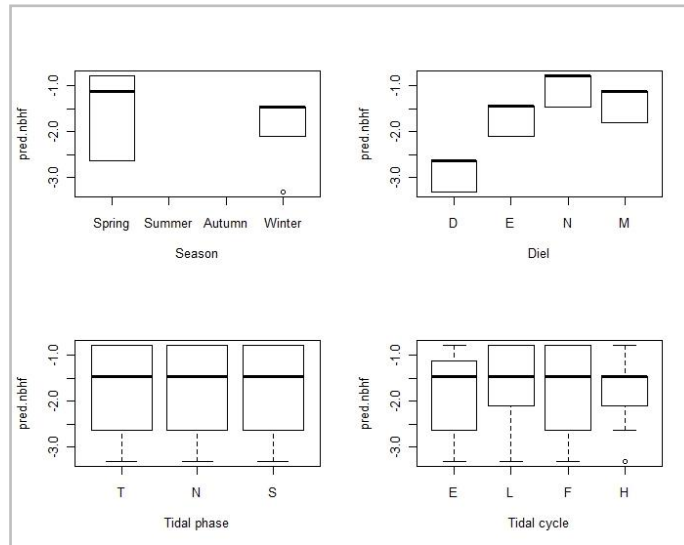 pred.nbhf
-1.0
-2.0
-3.0
Spring Summer Autumn Winter
Season
pred.nbhf
-1.0
-2.0
-3.0
D E N M
Diel
pred.nbhf
-1.0
-2.0
-3.0
T N S
Tidal phase
pred.nbhf
-1.0
-2.0
-3.0
E L F H
Tidal cycle